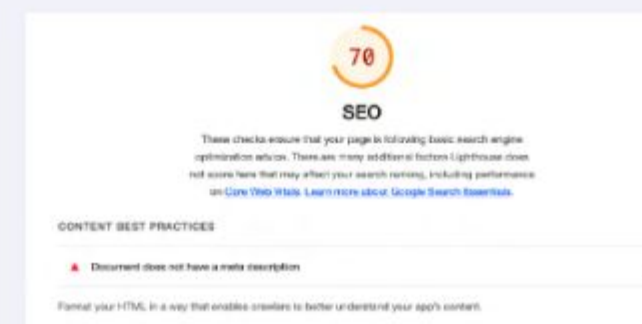 70
SEO
These checks ensure that your page is following basic search engine
optimization advice. There are many additional factors Lighthouse does
not score here that may affect your search ranking, including performance
on Core Web Vitals. Learn more about Google Search Essentials.
CONTENT BEST PRACTICES
Document does not have a meta description
Format your HTML in a way that enables crawlers to better understand your app's content.